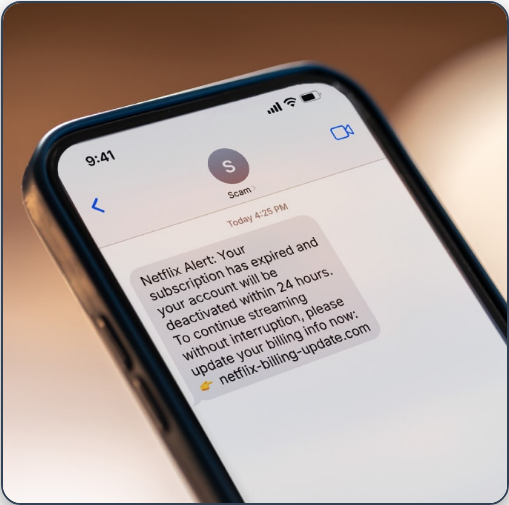 9:41
S
Scam
Today 4:25 PM
Netflix Alert: Your
subscription has expired and
your account will be
deactivated within 24 hours.
To continue streaming
without interruption, please
update your billing info now:
👉 netflix-billing-update.com